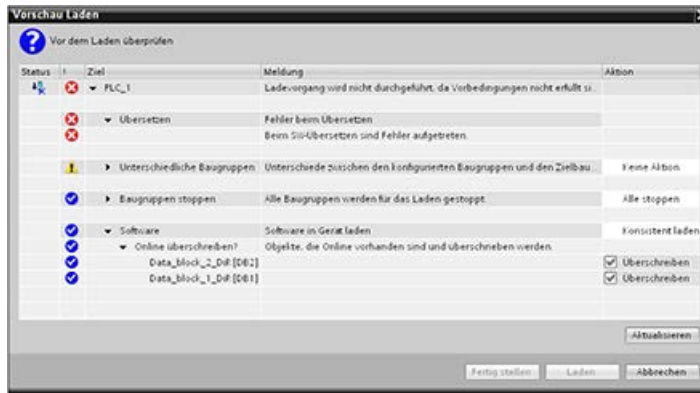 Vorschau Laden
Vor dem Laden überprüfen
Status ! Ziel Meldung Aktion
PLC_1 Ladevorgang wird nicht durchgeführt, da Vorbedingungen nicht erfüllt si...
Übersetzen Fehler beim Übersetzen
Beim SW-Übersetzen sind Fehler aufgetreten.
Unterschiedliche Baugruppen Unterschiede zwischen den konfigurierten Baugruppen und den Zielbau Keine Aktion
Baugruppen stoppen Alle Baugruppen werden für das Laden gestoppt. Alle stoppen
Software Software in Gerät laden Konsistent laden
Online überschreiben? Objekte, die Online vorhanden sind und überschrieben werden.
Data_block_2_DiR [DB2] Überschreiben
Data_block_1_DiR [DB1] Überschreiben
Aktualisieren
Fertig stellen Laden Abbrechen